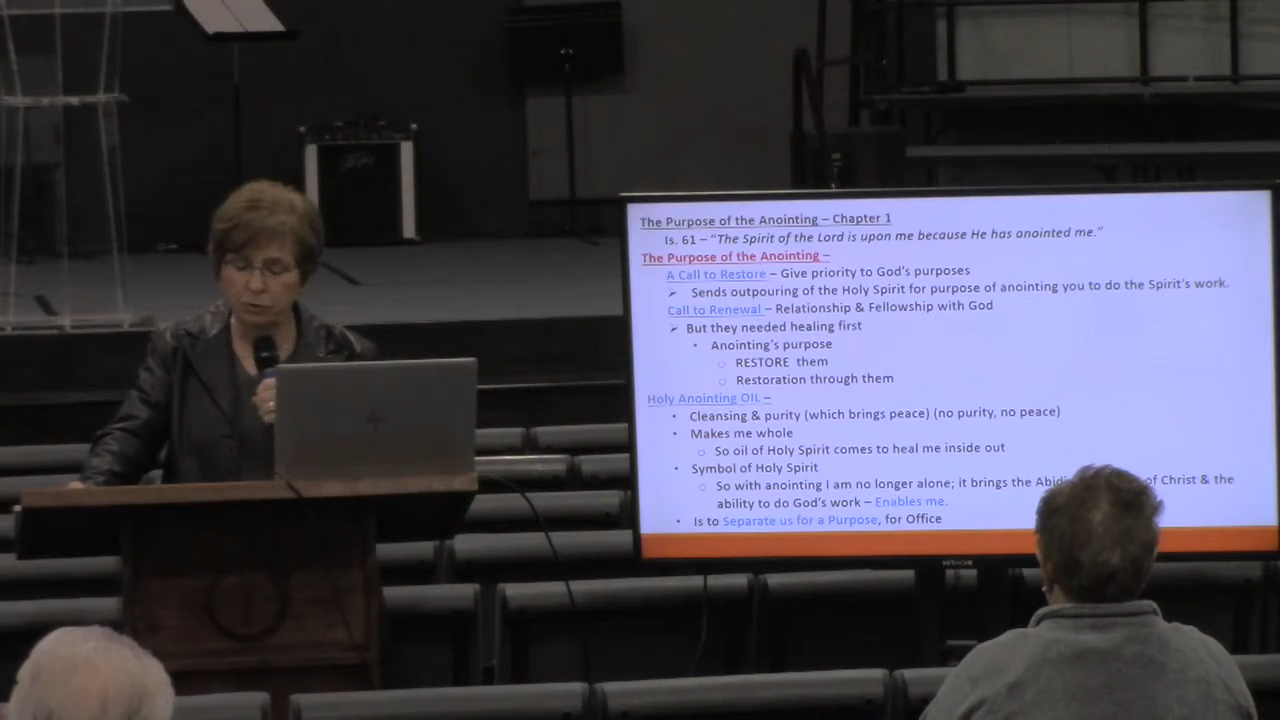 The Purpose of the Anointing – Chapter 1
Is. 61 – “The Spirit of the Lord is upon me because He has anointed me.”
The Purpose of the Anointing –
A Call to Restore – Give priority to God’s purposes
➢ Sends outpouring of the Holy Spirit for purpose of anointing you to do the Spirit’s work.
Call to Renewal – Relationship & Fellowship with God
➢ But they needed healing first
• Anointing’s purpose
○ RESTORE them
○ Restoration through them
Holy Anointing OIL –
• Cleansing & purity (which brings peace) (no purity, no peace)
• Makes me whole
○ So oil of Holy Spirit comes to heal me inside out
• Symbol of Holy Spirit
○ So with anointing I am no longer alone; it brings the of Christ & the
ability to do God’s work – Enables me.
• Is to Separate us for a Purpose, for Office
HITACHI